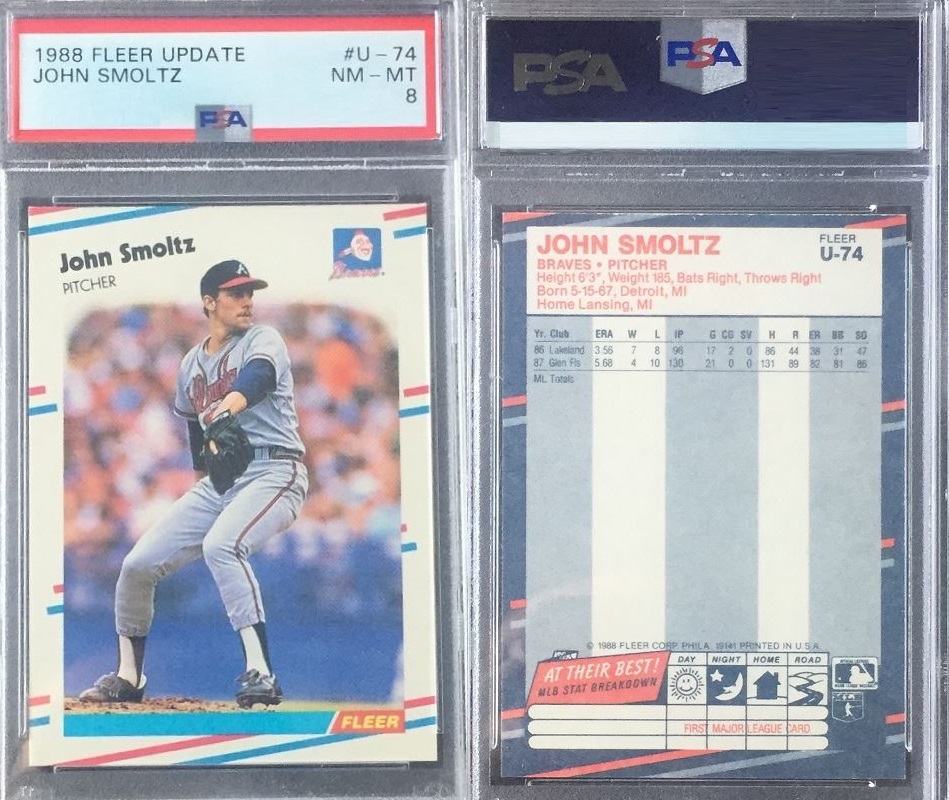 1988 FLEER UPDATE #U - 74
JOHN SMOLTZ NM - MT
8
PSA
John Smoltz
PITCHER
Braves
A
Braves
FLEER
PSA PSA
JOHN SMOLTZ FLEER
U-74
BRAVES • PITCHER
Height 6'3", Weight 185, Bats Right, Throws Right
Born 5-15-67, Detroit, MI
Home Lansing, MI
Yr. Club ERA W L IP G CG SV H R ER BB SO
86 Lakeland 3.56 7 8 96 17 2 0 86 44 38 31 47
87 Glen Fls 5.68 4 10 130 21 0 0 131 89 82 81 86
ML Totals
© 1988 FLEER CORP. PHILA. 19141 PRINTED IN U.S.A.
AT THEIR BEST!
MLB STAT BREAKDOWN
DAY NIGHT HOME ROAD
FIRST MAJOR LEAGUE CARD